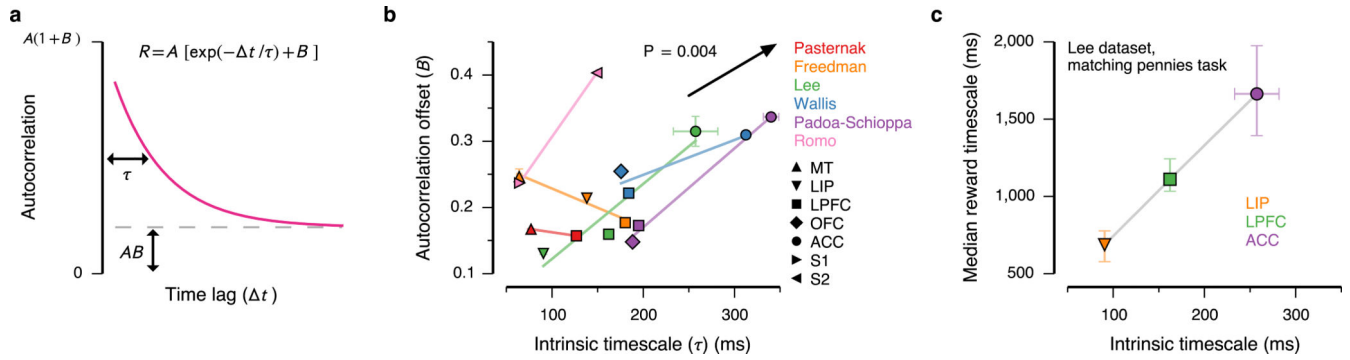 a
A(1+B)
R=A [exp(−Δt/τ)+B]
Autocorrelation
τ
AB
0
Time lag (Δt)
b
P = 0.004
Autocorrelation offset (B)
0.4
0.3
0.2
0.1
100
200
300
Intrinsic timescale (τ) (ms)
Pasternak
Freedman
Lee
Wallis
Padoa-Schioppa
Romo
MT
LIP
LPFC
OFC
ACC
S1
S2
c
Lee dataset,
matching pennies task
Median reward timescale (ms)
2,000
1,500
1,000
500
LIP
LPFC
ACC
100
200
300
Intrinsic timescale (ms)